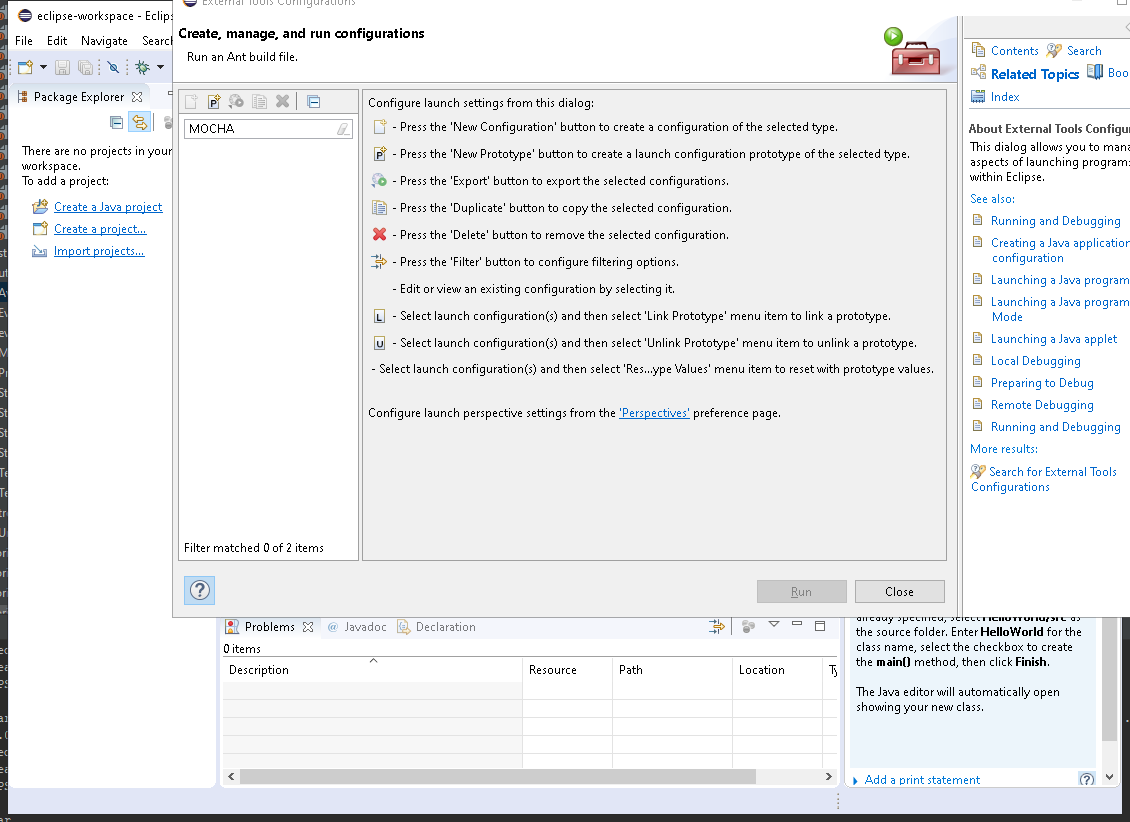 eclipse-workspace - Eclips
External Tools Configurations
File Edit Navigate Search
Create, manage, and run configurations
Run an Ant build file.
Contents Search
Related Topics Boo
Index
Package Explorer
MOCHA
There are no projects in your
workspace.
To add a project:
Create a Java project
Create a project...
Import projects...
Filter matched 0 of 2 items
Configure launch settings from this dialog:
- Press the 'New Configuration' button to create a configuration of the selected type.
- Press the 'New Prototype' button to create a launch configuration prototype of the selected type.
- Press the 'Export' button to export the selected configurations.
- Press the 'Duplicate' button to copy the selected configuration.
- Press the 'Delete' button to remove the selected configuration.
- Press the 'Filter' button to configure filtering options.
- Edit or view an existing configuration by selecting it.
L - Select launch configuration(s) and then select 'Link Prototype' menu item to link a prototype.
U - Select launch configuration(s) and then select 'Unlink Prototype' menu item to unlink a prototype.
- Select launch configuration(s) and then select 'Res...ype Values' menu item to reset with prototype values.
Configure launch perspective settings from the 'Perspectives' preference page.
Run Close
About External Tools Configu
This dialog allows you to mana
aspects of launching program
within Eclipse.
See also:
Running and Debugging
Creating a Java application
configuration
Launching a Java program
Launching a Java program
Mode
Launching a Java applet
Local Debugging
Preparing to Debug
Remote Debugging
Running and Debugging
More results:
Search for External Tools
Configurations
Problems @ Javadoc Declaration
0 items
Description Resource Path Location Ty
already specified, select HelloWorld/src as
the source folder. Enter HelloWorld for the
class name, select the checkbox to create
the main() method, then click Finish.
The Java editor will automatically open
showing your new class.
Add a print statement